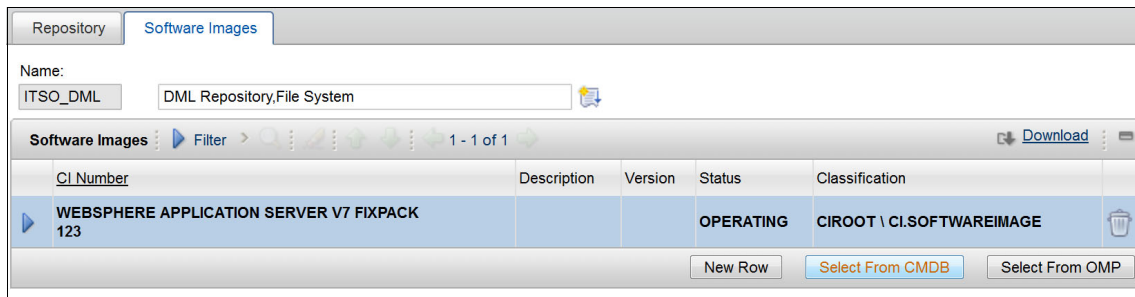 Repository Software Images
Name:
ITSO_DML DML Repository,File System
Software Images Filter 1 - 1 of 1 Download
CI Number Description Version Status Classification
WEBSPHERE APPLICATION SERVER V7 FIXPACK
123 OPERATING CIROOT \ CI.SOFTWAREIMAGE
New Row Select From CMDB Select From OMP